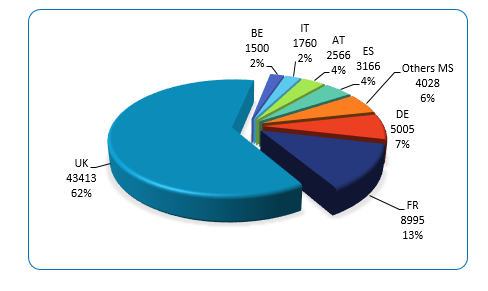 BE
1500
2%
IT
1760
2%
AT
2566
4%
ES
3166
4%
Others MS
4028
6%
DE
5005
7%
FR
8995
13%
UK
43413
62%